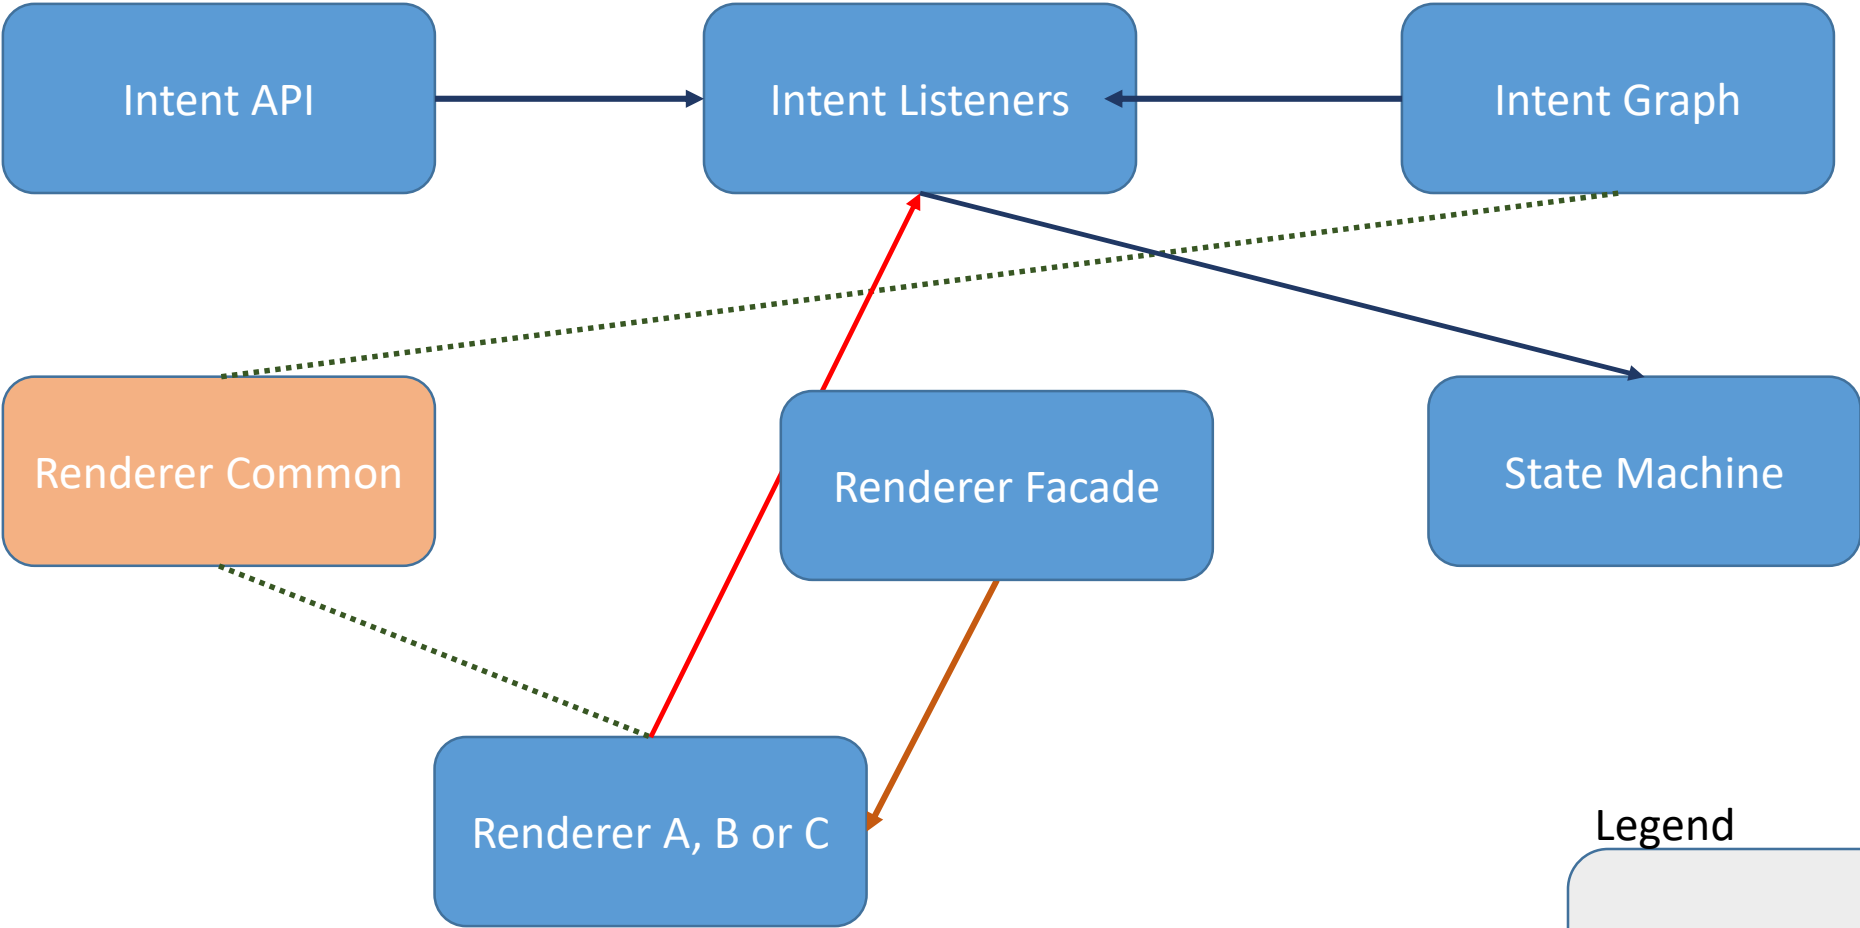 Intent API
Intent Listeners
Intent Graph
Renderer Common
Renderer Facade
State Machine
Renderer A, B or C
Legend